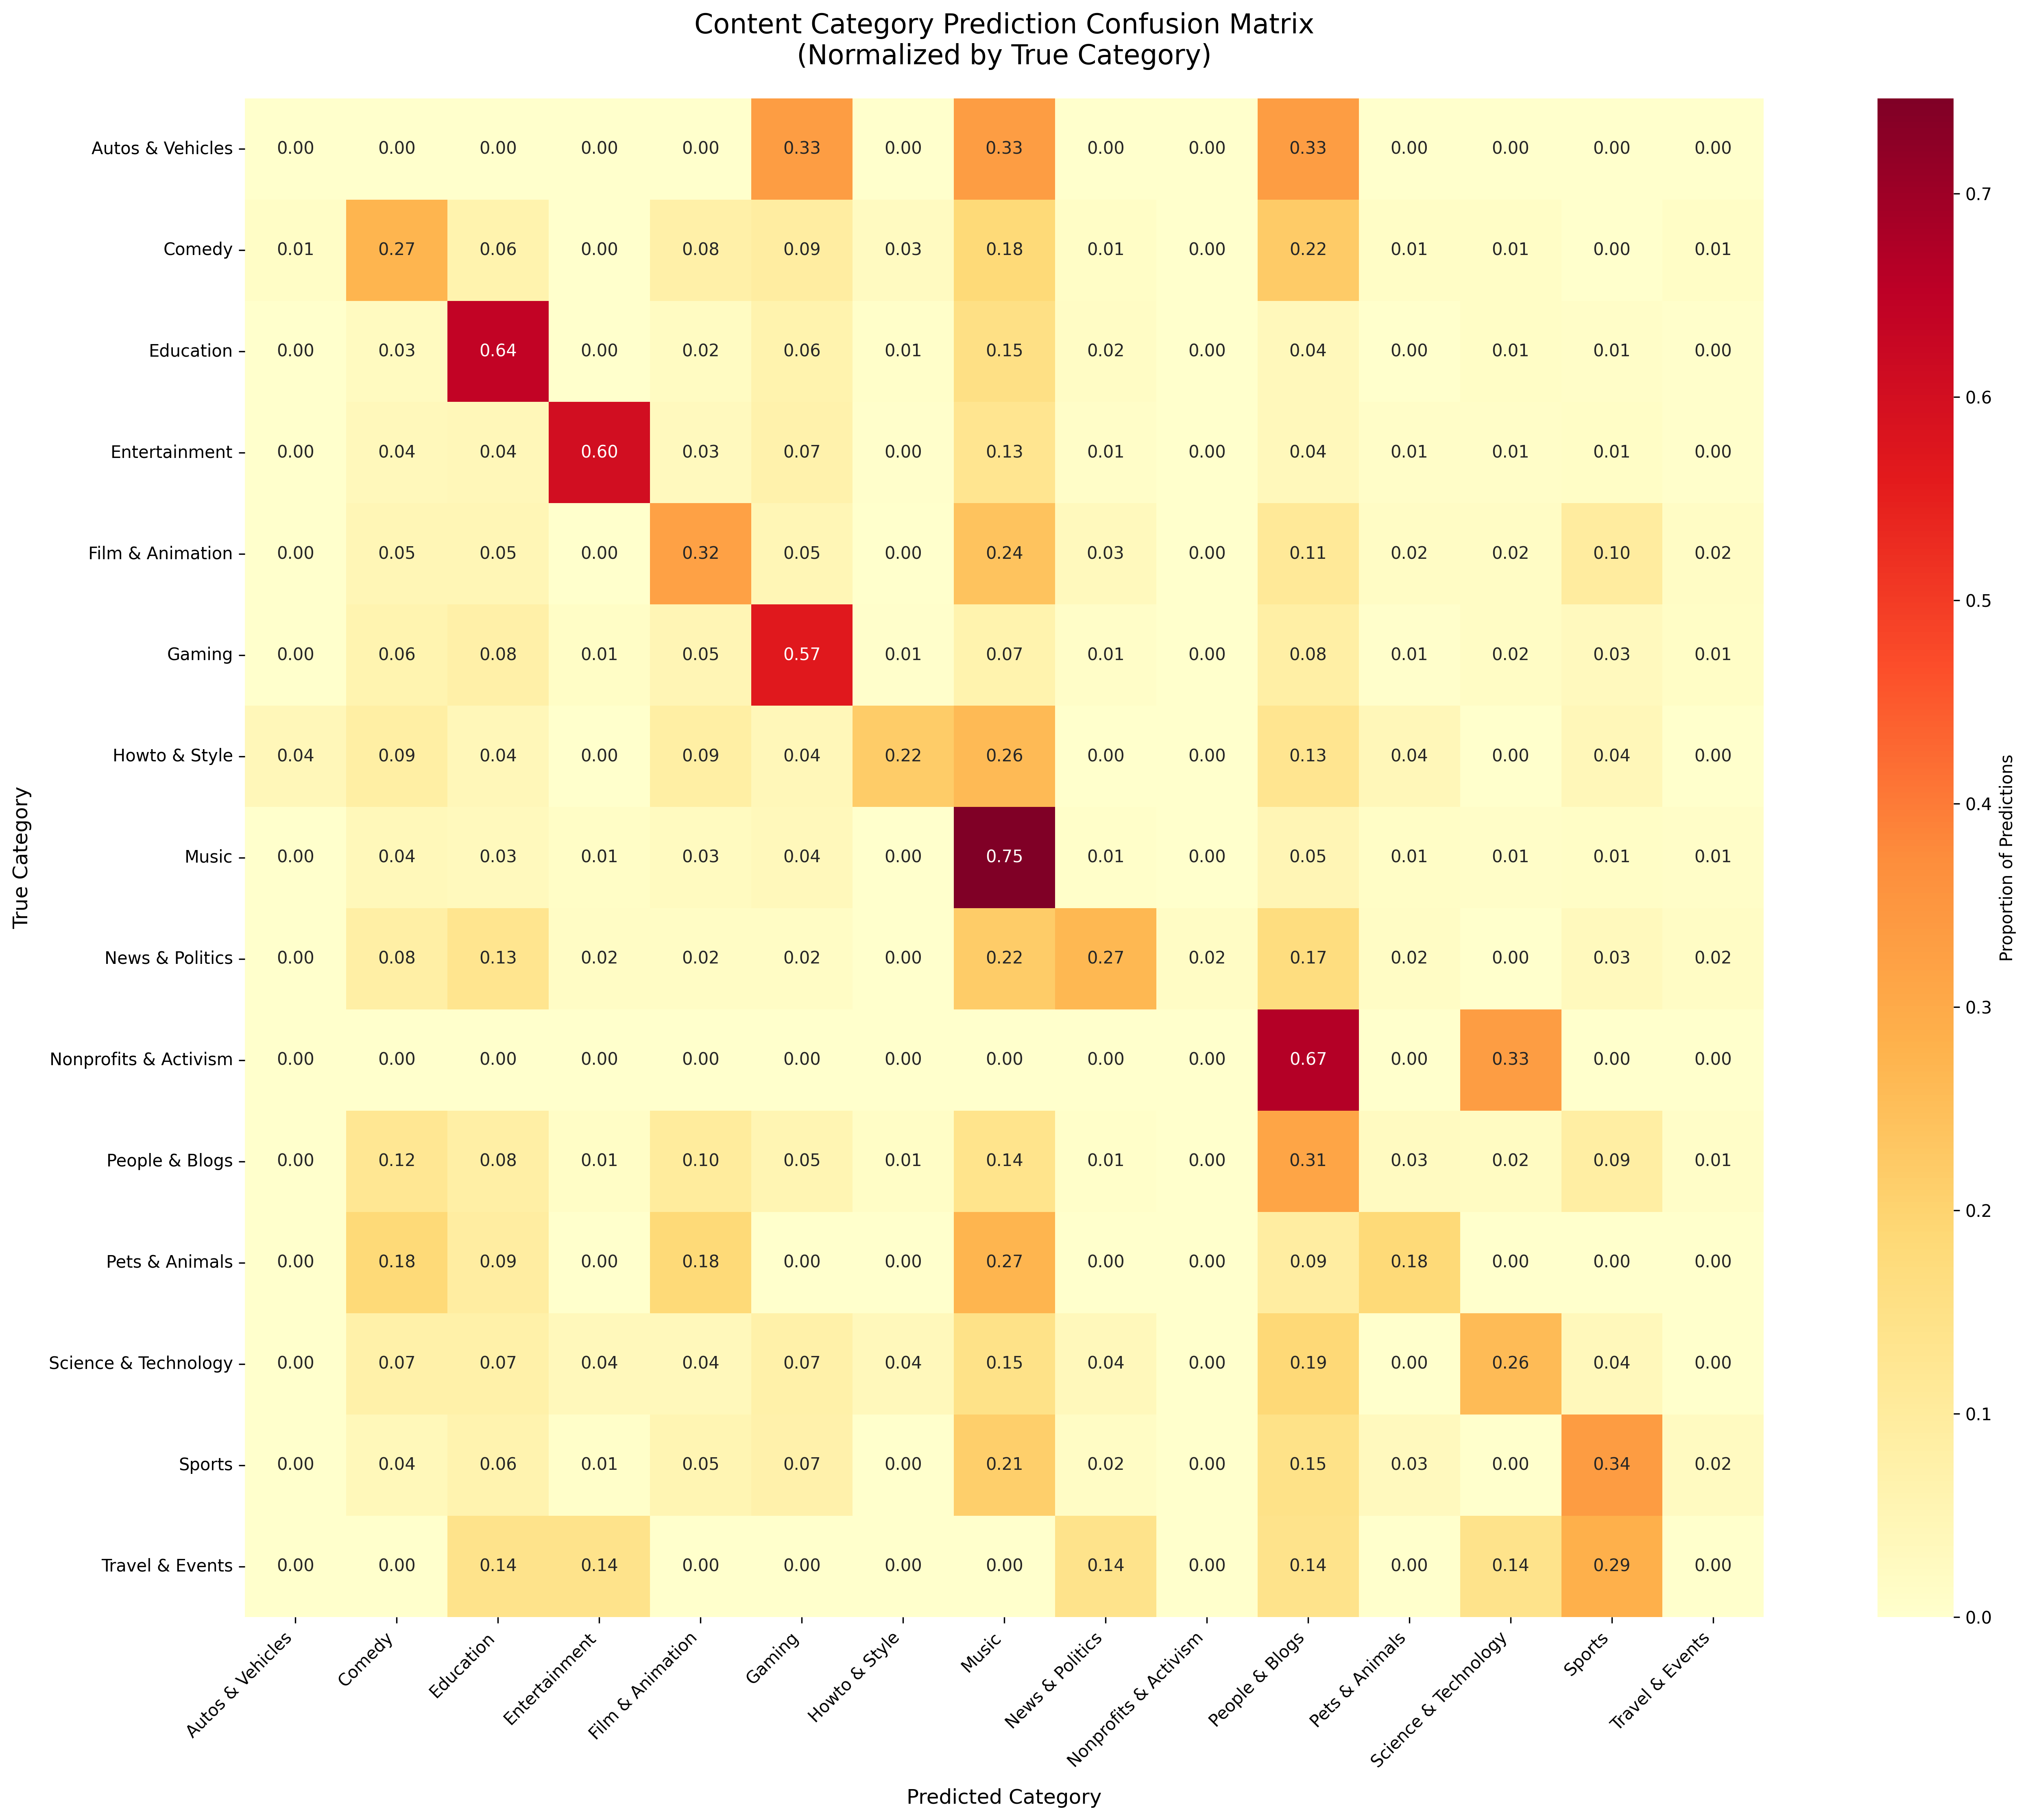 Content Category Prediction Confusion Matrix
(Normalized by True Category)
True Category
Autos & Vehicles 0.00 0.00 0.00 0.00 0.00 0.33 0.00 0.33 0.00 0.00 0.33 0.00 0.00 0.00 0.00
Comedy 0.01 0.27 0.06 0.00 0.08 0.09 0.03 0.18 0.01 0.00 0.22 0.01 0.01 0.00 0.01
Education 0.00 0.03 0.64 0.00 0.02 0.06 0.01 0.15 0.02 0.00 0.04 0.00 0.01 0.01 0.00
Entertainment 0.00 0.04 0.04 0.60 0.03 0.07 0.00 0.13 0.01 0.00 0.04 0.01 0.01 0.01 0.00
Film & Animation 0.00 0.05 0.05 0.00 0.32 0.05 0.00 0.24 0.03 0.00 0.11 0.02 0.02 0.10 0.02
Gaming 0.00 0.06 0.08 0.01 0.05 0.57 0.01 0.07 0.01 0.00 0.08 0.01 0.02 0.03 0.01
Howto & Style 0.04 0.09 0.04 0.00 0.09 0.04 0.22 0.26 0.00 0.00 0.13 0.04 0.00 0.04 0.00
Music 0.00 0.04 0.03 0.01 0.03 0.04 0.00 0.75 0.01 0.00 0.05 0.01 0.01 0.01 0.01
News & Politics 0.00 0.08 0.13 0.02 0.02 0.02 0.00 0.22 0.27 0.02 0.17 0.02 0.00 0.03 0.02
Nonprofits & Activism 0.00 0.00 0.00 0.00 0.00 0.00 0.00 0.00 0.00 0.00 0.67 0.00 0.33 0.00 0.00
People & Blogs 0.00 0.12 0.08 0.01 0.10 0.05 0.01 0.14 0.01 0.00 0.31 0.03 0.02 0.09 0.01
Pets & Animals 0.00 0.18 0.09 0.00 0.18 0.00 0.00 0.27 0.00 0.00 0.09 0.18 0.00 0.00 0.00
Science & Technology 0.00 0.07 0.07 0.04 0.04 0.07 0.04 0.15 0.04 0.00 0.19 0.00 0.26 0.04 0.00
Sports 0.00 0.04 0.06 0.01 0.05 0.07 0.00 0.21 0.02 0.00 0.15 0.03 0.00 0.34 0.02
Travel & Events 0.00 0.00 0.14 0.14 0.00 0.00 0.00 0.00 0.14 0.00 0.14 0.00 0.14 0.29 0.00
Autos & Vehicles
Comedy
Education
Entertainment
Film & Animation
Gaming
Howto & Style
Music
News & Politics
Nonprofits & Activism
People & Blogs
Pets & Animals
Science & Technology
Sports
Travel & Events
Predicted Category
0.7
0.6
0.5
0.4
0.3
0.2
0.1
0.0
Proportion of Predictions